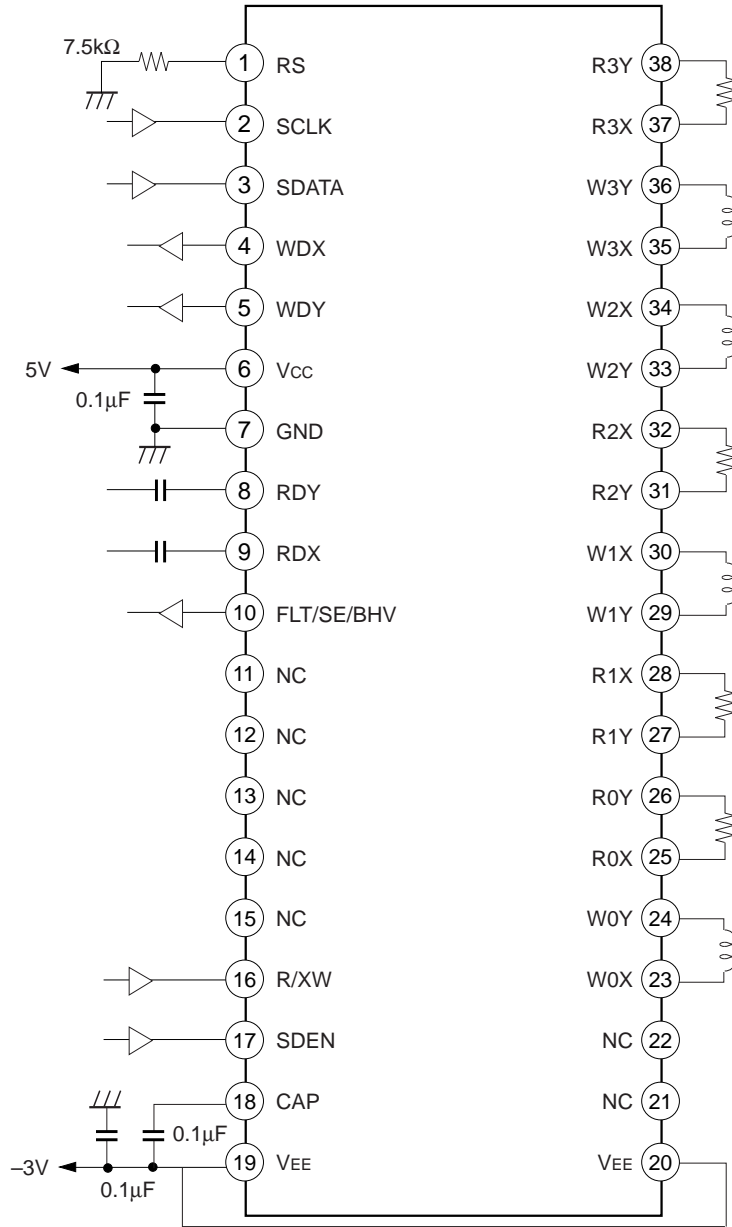 7.5kΩ 1 RS R3Y 38
2 SCLK R3X 37
3 SDATA W3Y 36
4 WDX W3X 35
5 WDY W2X 34
5V 6 VCC W2Y 33
0.1μF
7 GND R2X 32
8 RDY R2Y 31
9 RDX W1X 30
10 FLT/SE/BHV W1Y 29
11 NC R1X 28
12 NC R1Y 27
13 NC R0Y 26
14 NC R0X 25
15 NC W0Y 24
16 R/XW W0X 23
17 SDEN NC 22
18 CAP NC 21
0.1μF
–3V 19 VEE VEE 20
0.1μF